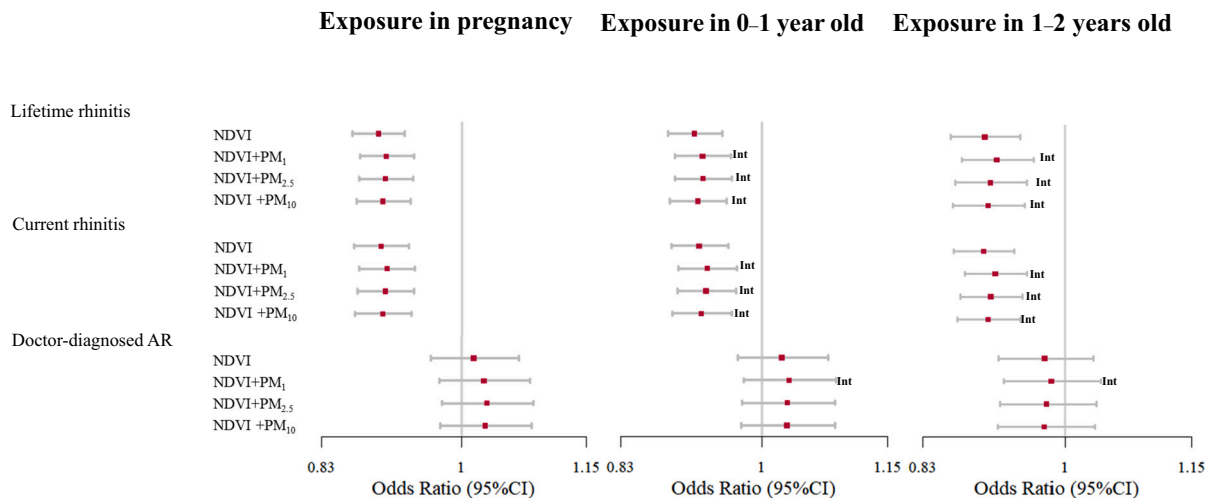 Exposure in pregnancy Exposure in 0–1 year old Exposure in 1–2 years old
Lifetime rhinitis
NDVI
NDVI+PM₁ Int Int
NDVI+PM₂.₅ Int Int
NDVI +PM₁₀ Int Int
Current rhinitis
NDVI
NDVI+PM₁ Int Int
NDVI+PM₂.₅ Int Int
NDVI +PM₁₀ Int Int
Doctor-diagnosed AR
NDVI
NDVI+PM₁ Int Int
NDVI+PM₂.₅
NDVI +PM₁₀
0.83 1 1.15 0.83 1 1.15 0.83 1 1.15
Odds Ratio (95%CI) Odds Ratio (95%CI) Odds Ratio (95%CI)